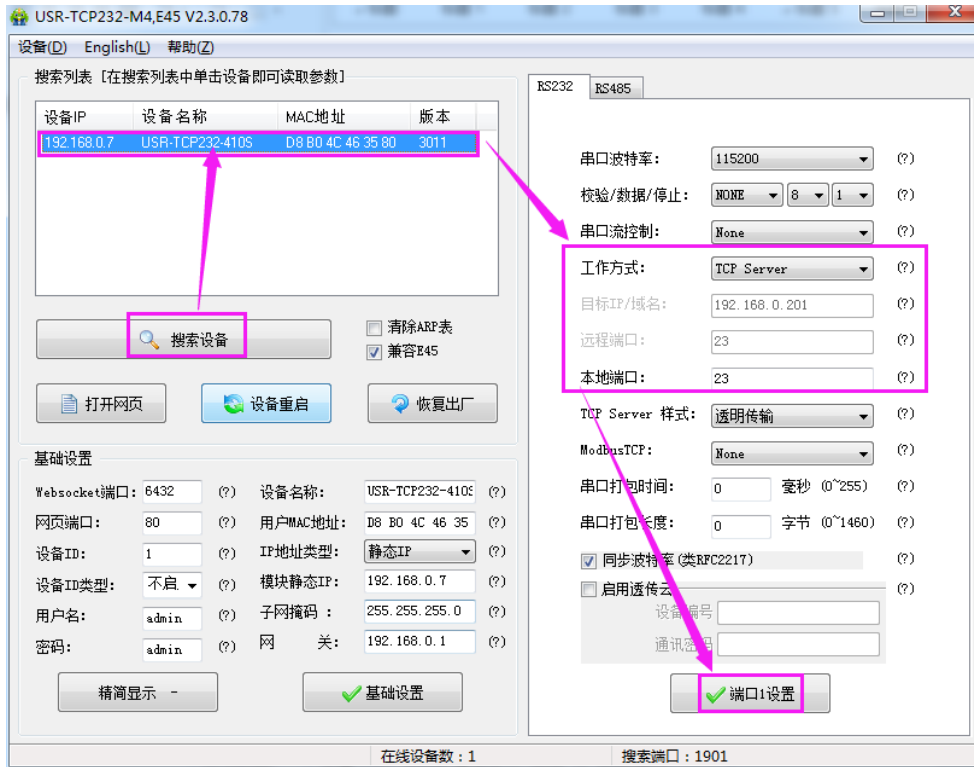 USR-TCP232-M4,E45 V2.3.0.78
设备(D) English(L) 帮助(Z)
搜索列表 [在搜索列表中单击设备即可读取参数]
设备IP 设备名称 MAC地址 版本
192.168.0.7 USR-TCP232-410S D8 B0 4C 46 35 80 3011
搜索设备
清除ARP表
兼容E45
打开网页 设备重启 恢复出厂
基础设置
Websocket端口: 6432 (?) 设备名称: USR-TCP232-410S (?)
网页端口: 80 (?) 用户MAC地址: D8 B0 4C 46 35 (?)
设备ID: 1 (?) IP地址类型: 静态IP (?)
设备ID类型: 不启 (?) 模块静态IP: 192.168.0.7 (?)
用户名: admin (?) 子网掩码 : 255.255.255.0 (?)
密码: admin (?) 网 关: 192.168.0.1 (?)
精简显示 - 基础设置
RS232 RS485
串口波特率: 115200 (?)
校验/数据/停止: NONE 8 1 (?)
串口流控制: None (?)
工作方式: TCP Server (?)
目标IP/域名: 192.168.0.201 (?)
远程端口: 23 (?)
本地端口: 23 (?)
TCP Server 样式: 透明传输 (?)
ModbusTCP: None (?)
串口打包时间: 0 毫秒 (0~255) (?)
串口打包长度: 0 字节 (0~1460) (?)
同步波特率(类RFC2217) (?)
启用透传云 (?)
设备编号
通讯密码
端口1设置
在线设备数:1 搜索端口:1901